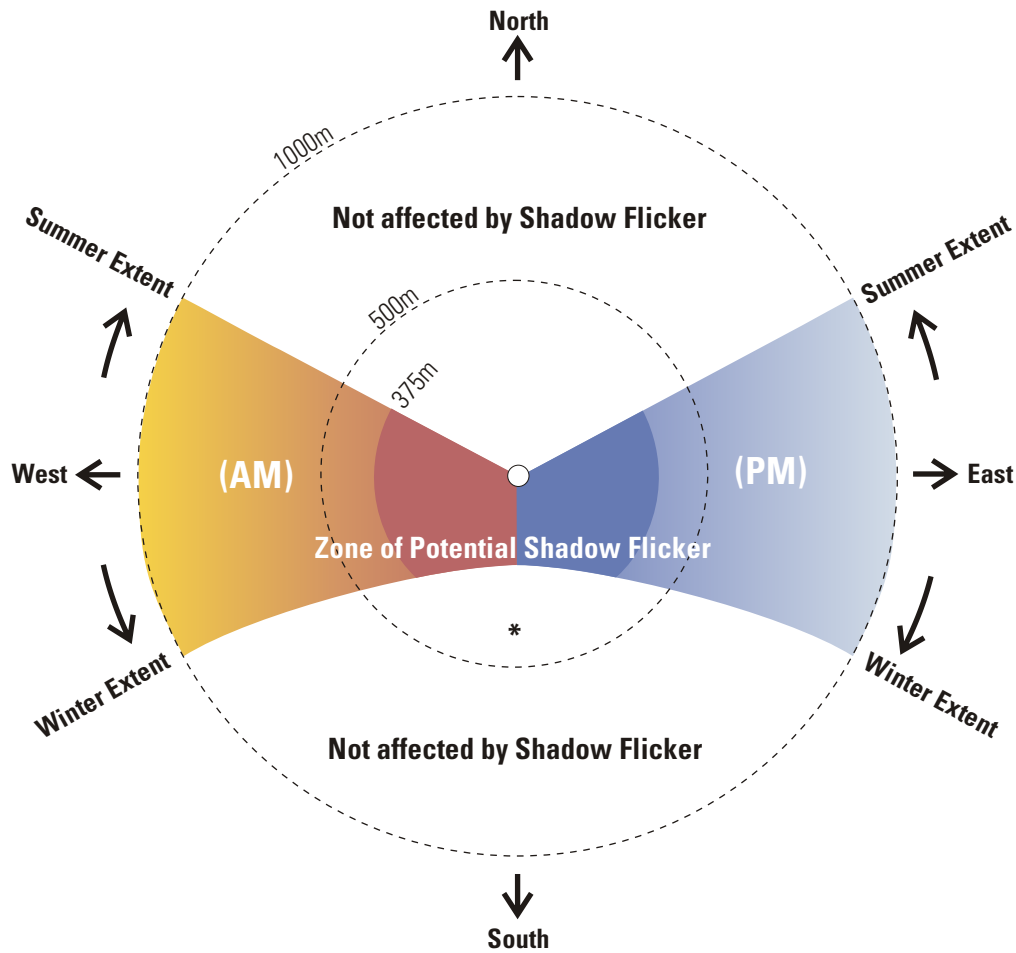 North
1000m
Not affected by Shadow Flicker
Summer Extent
Summer Extent
500m
375m
West
(AM)
(PM)
East
Zone of Potential Shadow Flicker
*
Winter Extent
Winter Extent
Not affected by Shadow Flicker
South